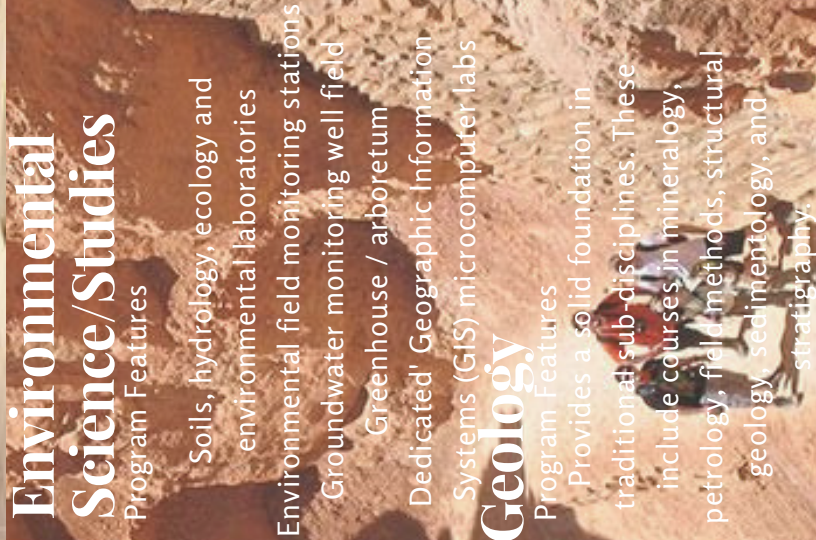 Environmental
Science/Studies
Program Features
Soils, hydrology, ecology and
environmental laboratories
Environmental field monitoring stations
Groundwater monitoring well field
Greenhouse / arboretum
Dedicated' Geographic Information
Systems (GIS) microcomputer labs
Geology
Program Features
Provides a solid foundation in
traditional sub-disciplines. These
include courses in mineralogy,
petrology, field methods, structural
geology, sedimentology, and
stratigraphy.